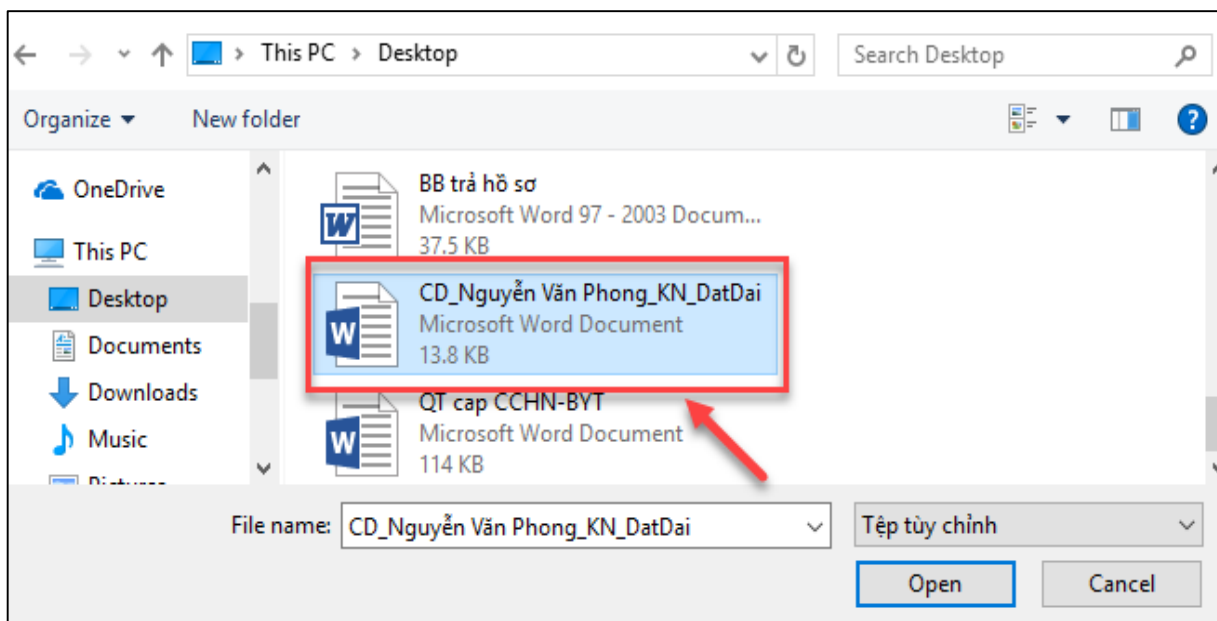 This PC > Desktop
Search Desktop
Organize
New folder
OneDrive
This PC
Desktop
Documents
Downloads
Music
Pictures
BB trả hồ sơ
Microsoft Word 97 - 2003 Docum...
37.5 KB
CD_Nguyễn Văn Phong_KN_DatDai
Microsoft Word Document
13.8 KB
QT cap CCHN-BYT
Microsoft Word Document
114 KB
File name: CD_Nguyễn Văn Phong_KN_DatDai
Tệp tùy chỉnh
Open
Cancel